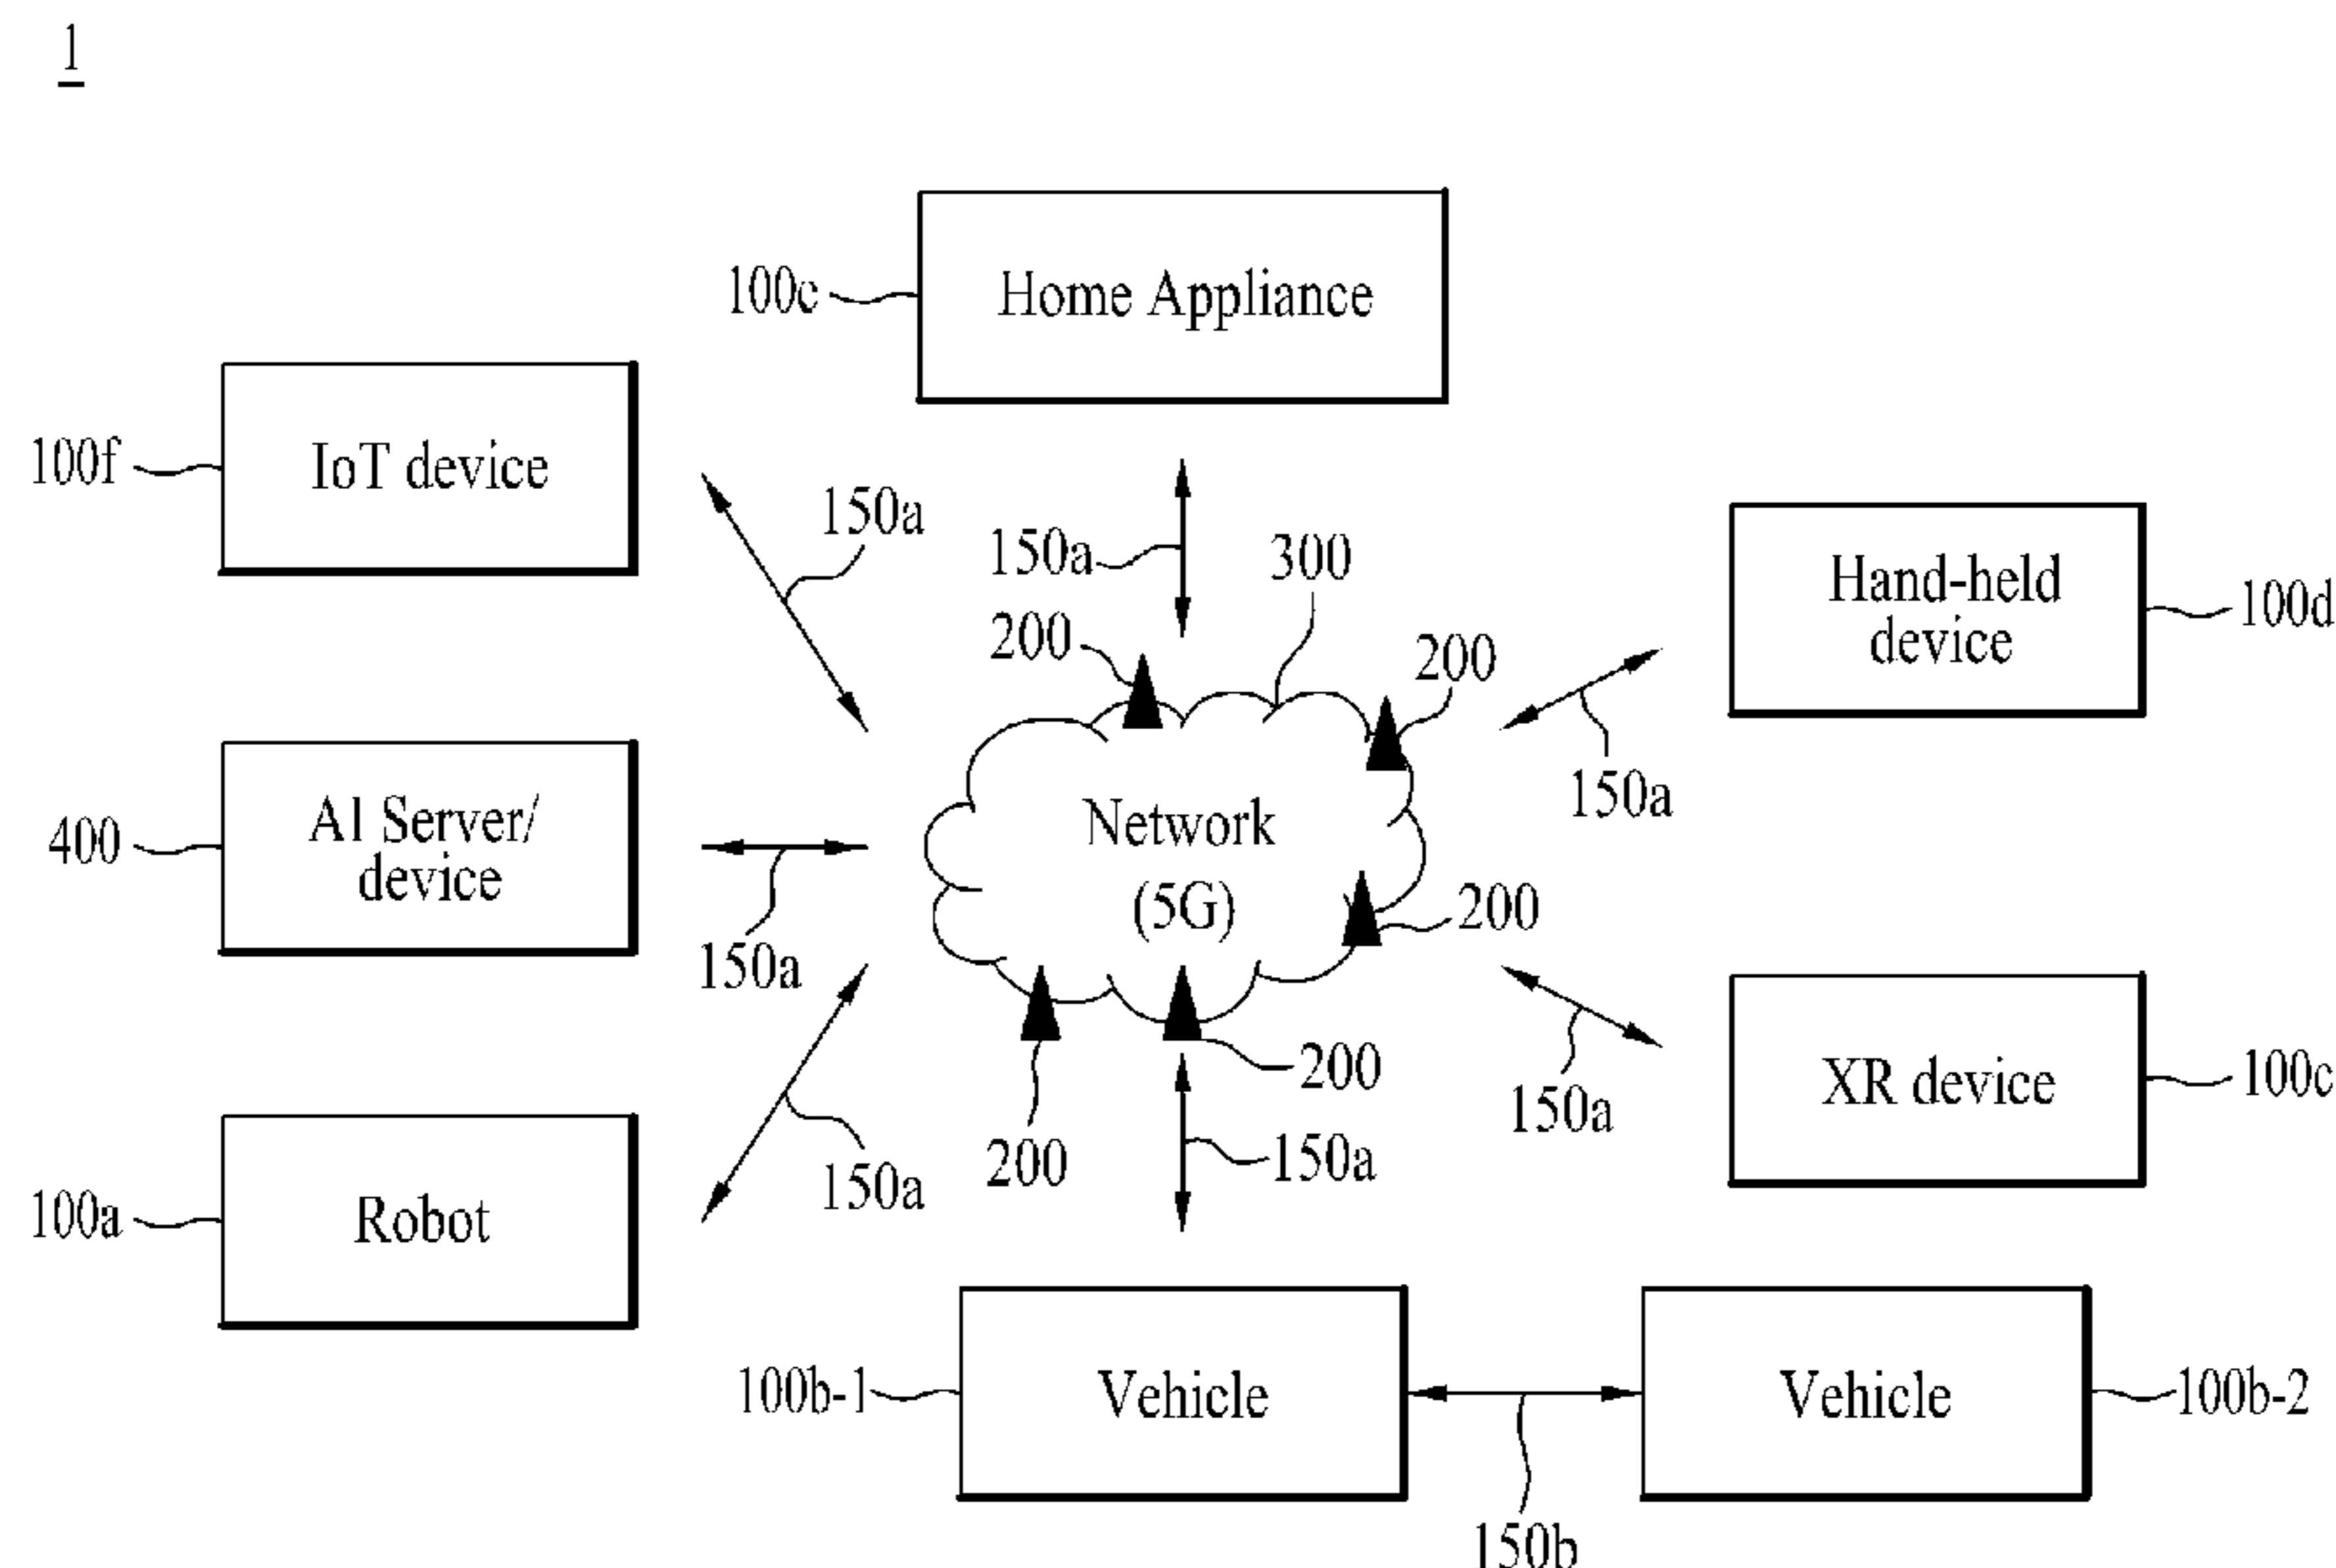 1
100c
Home Appliance
100f
IoT device
150a
150a
300
Hand-held
device
100d
200
200
150a
400
AI Server/
device
Network
(5G)
200
150a
150a
XR device
100c
200
200
150a
150a
100a
Robot
100b-1
Vehicle
Vehicle
100b-2
150b